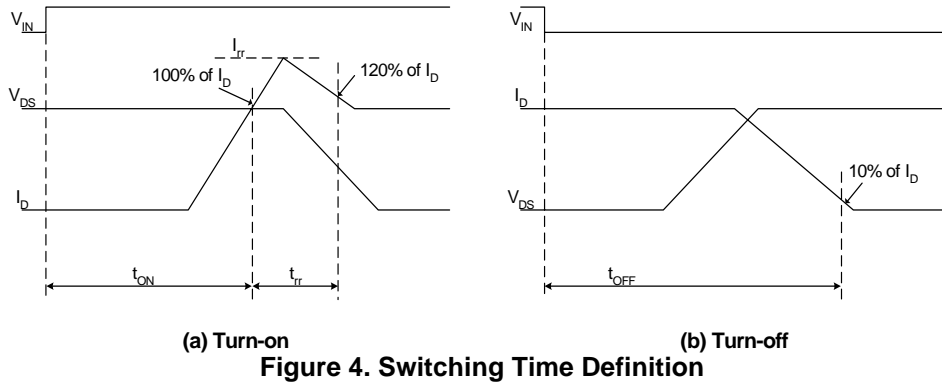 V_IN
I_rr
100% of I_D
120% of I_D
V_DS
I_D
t_ON
t_rr
(a) Turn-on
V_IN
I_D
10% of I_D
V_DS
t_OFF
(b) Turn-off
Figure 4. Switching Time Definition